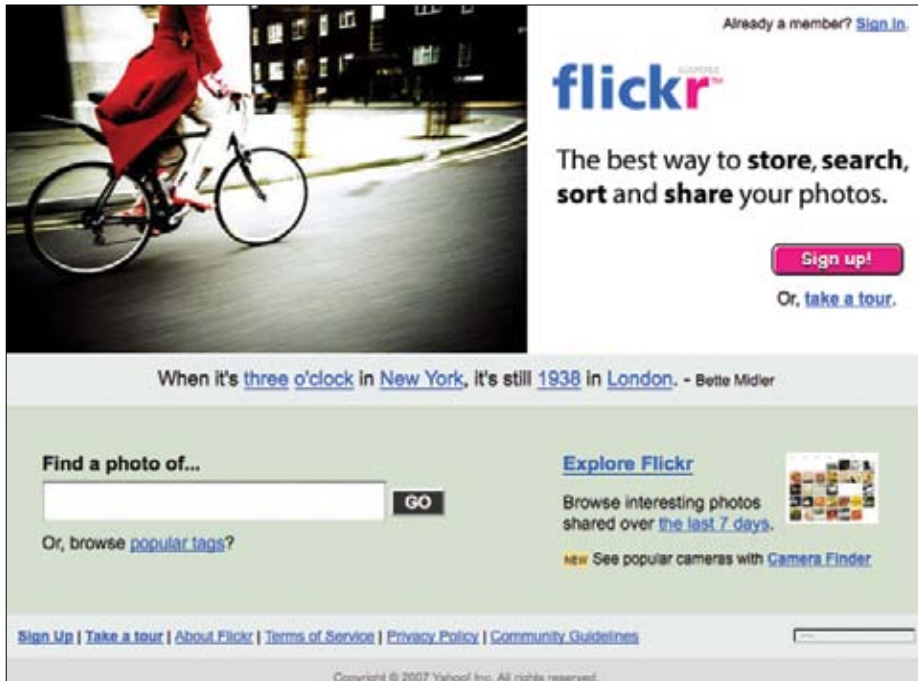 Already a member? Sign In.
flickr™
The best way to store, search,
sort and share your photos.
Sign up!
Or, take a tour.
When it's three o'clock in New York, it's still 1938 in London. - Bette Midler
Find a photo of...
GO
Or, browse popular tags?
Explore Flickr
Browse interesting photos
shared over the last 7 days.
NEW See popular cameras with Camera Finder
Sign Up | Take a tour | About Flickr | Terms of Service | Privacy Policy | Community Guidelines
Copyright © 2007 Yahoo! Inc. All rights reserved.